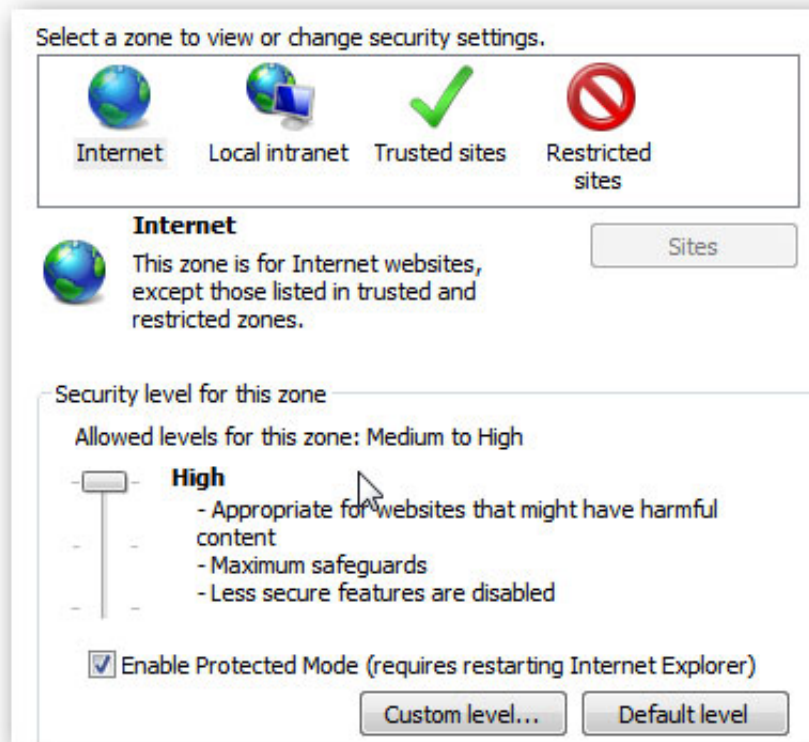 Select a zone to view or change security settings.
Internet Local intranet Trusted sites Restricted sites
Internet
This zone is for Internet websites,
except those listed in trusted and
restricted zones.
Sites
Security level for this zone
Allowed levels for this zone: Medium to High
High
- Appropriate for websites that might have harmful
content
- Maximum safeguards
- Less secure features are disabled
Enable Protected Mode (requires restarting Internet Explorer)
Custom level... Default level